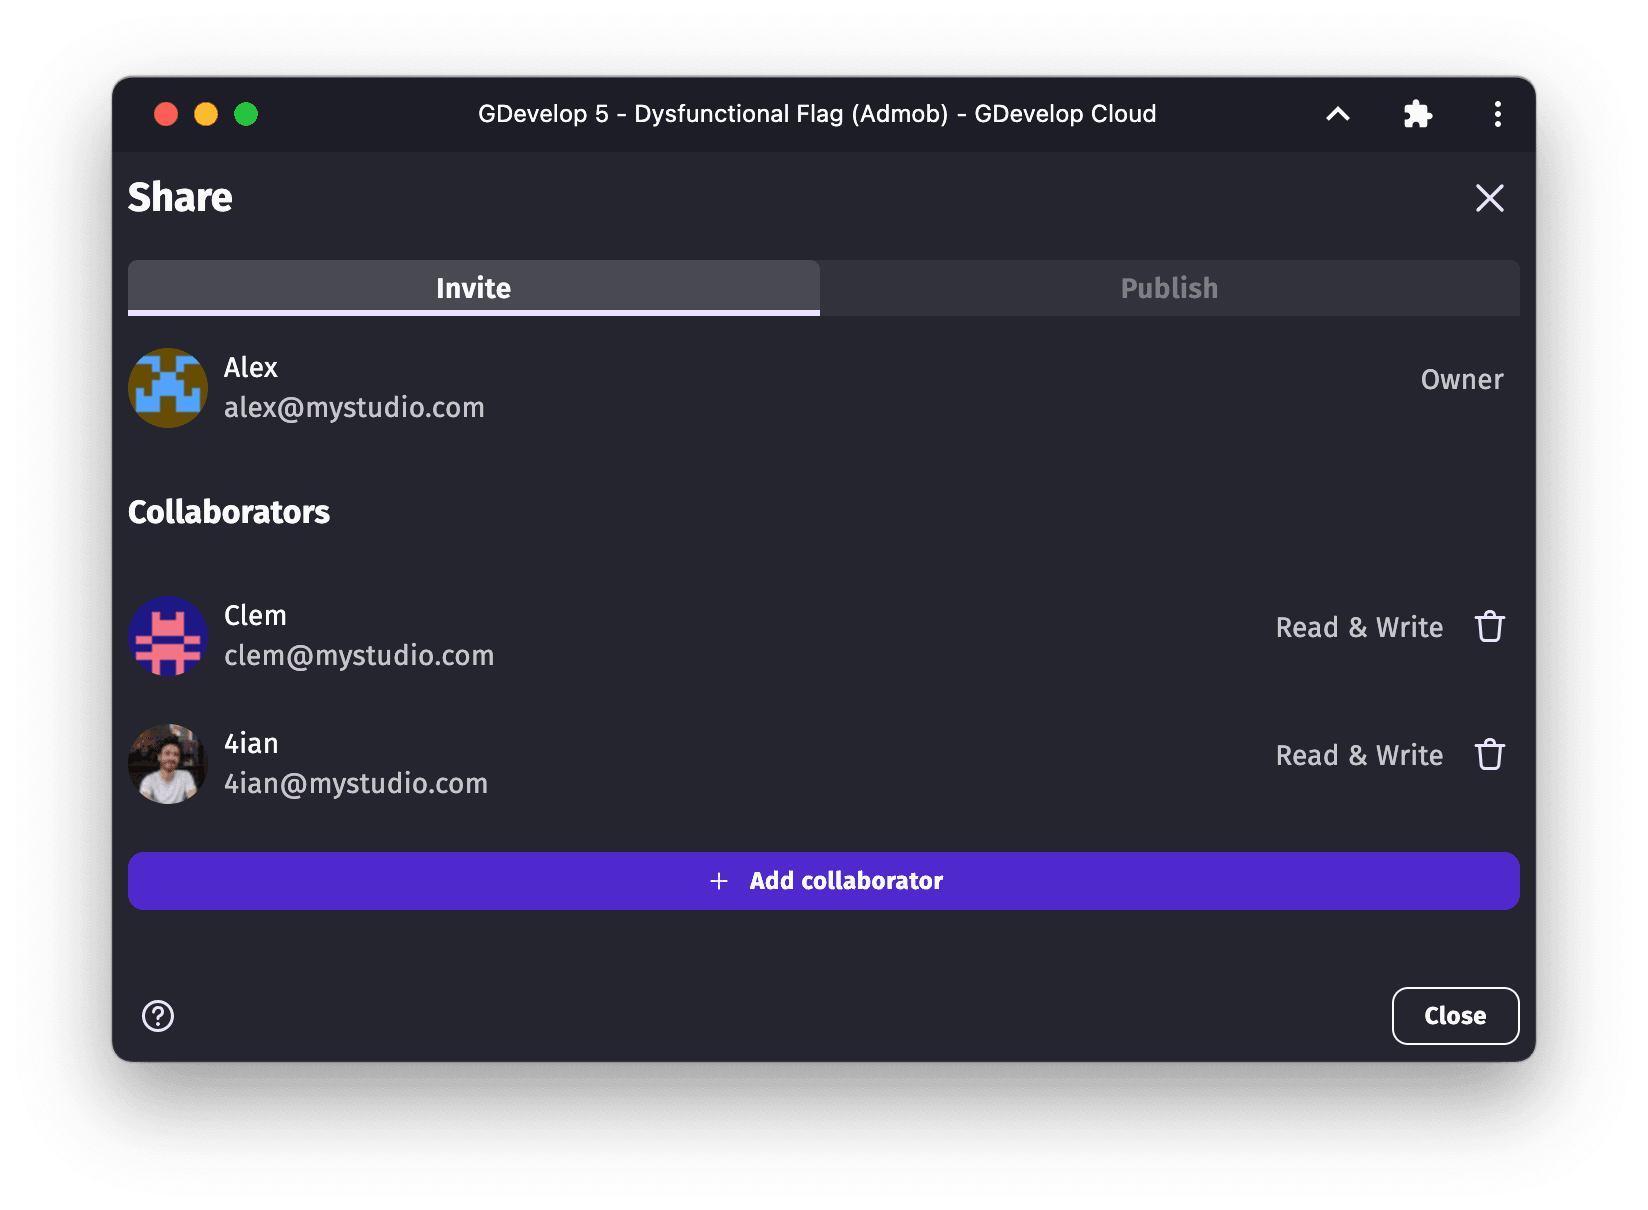 GDevelop 5 - Dysfunctional Flag (Admob) - GDevelop Cloud
Share
Invite
Publish
Alex
alex@mystudio.com
Owner
Collaborators
Clem
clem@mystudio.com
Read & Write
4ian
4ian@mystudio.com
Read & Write
+ Add collaborator
?
Close